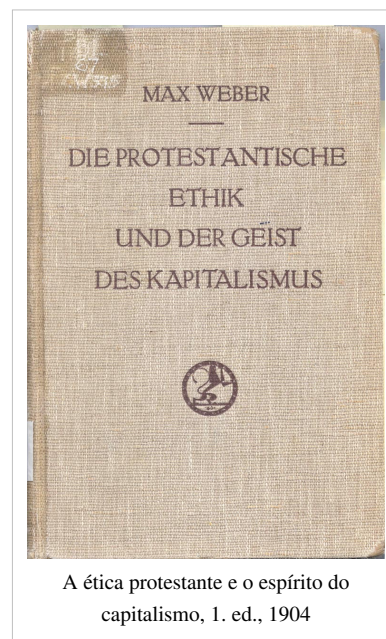 MAX WEBER
DIE PROTESTANTISCHE
ETHIK
UND DER GEIST
DES KAPITALISMUS
A ética protestante e o espírito do
capitalismo, 1. ed., 1904